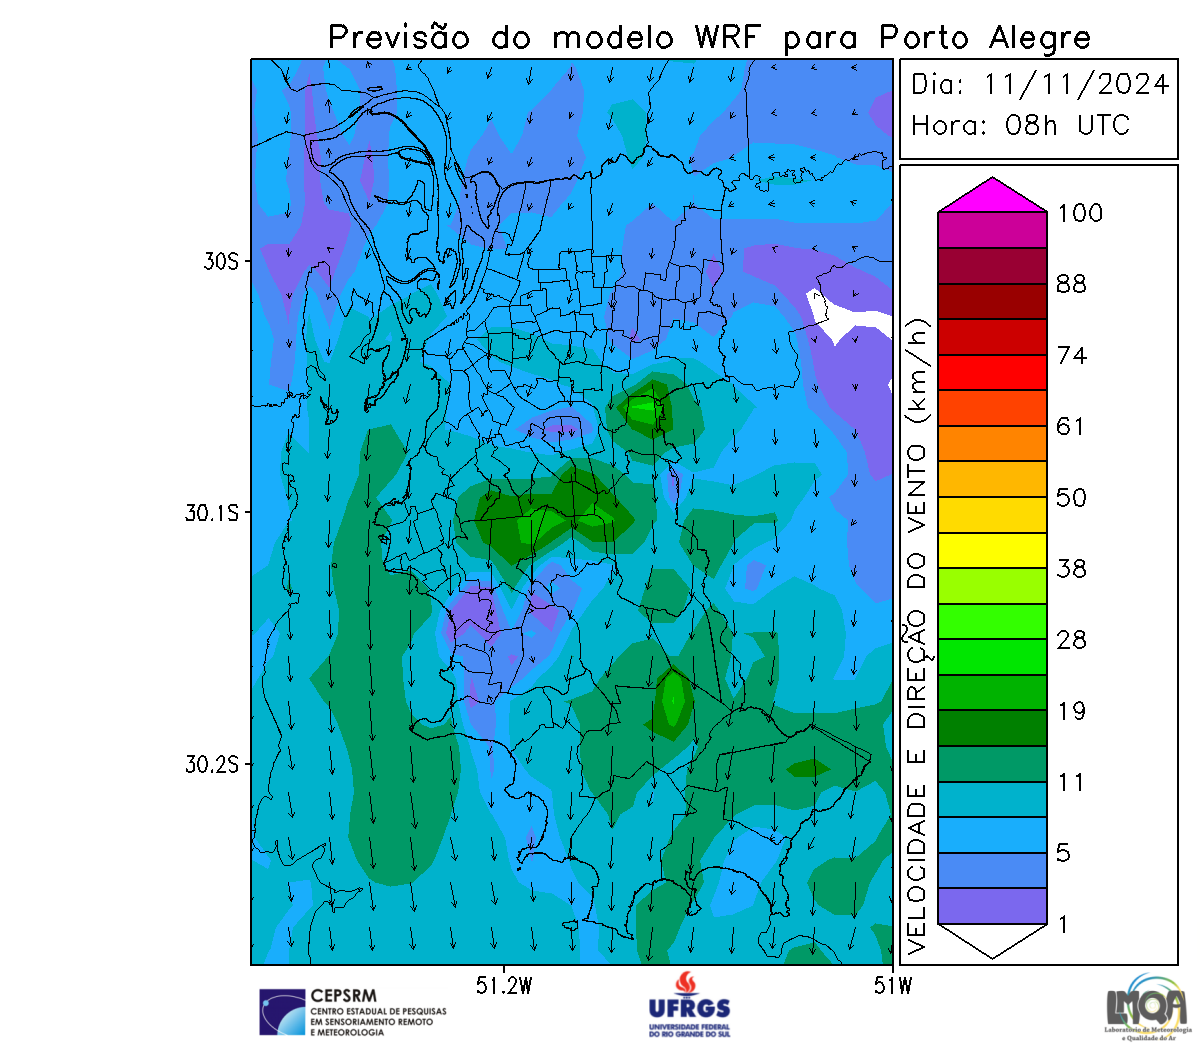 Previsão do modelo WRF para Porto Alegre
Dia: 11/11/2024
Hora: 08h UTC
30S
30.1S
30.2S
51.2W
51W
VELOCIDADE E DIREÇÃO DO VENTO (km/h)
100
88
74
61
50
38
28
19
11
5
1
CEPSRM
CENTRO ESTADUAL DE PESQUISAS
EM SENSORIAMENTO REMOTO
E METEOROLOGIA
UFRGS
UNIVERSIDADE FEDERAL
DO RIO GRANDE DO SUL
LMQA
Laboratório de Meteorologia
e Qualidade do Ar